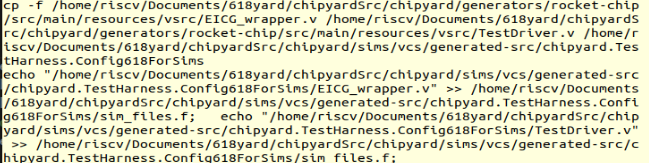 cp -f /home/riscv/Documents/618yard/chipyardSrc/chipyard/generators/rocket-chip
/src/main/resources/vsrc/EICG_wrapper.v /home/riscv/Documents/618yard/chipyardS
rc/chipyard/generators/rocket-chip/src/main/resources/vsrc/TestDriver.v /home/r
iscv/Documents/618yard/chipyardSrc/chipyard/sims/vcs/generated-src/chipyard.Tes
tHarness.Config618ForSims
echo "/home/riscv/Documents/618yard/chipyardSrc/chipyard/sims/vcs/generated-src
/chipyard.TestHarness.Config618ForSims/EICG_wrapper.v" >> /home/riscv/Documents
/618yard/chipyardSrc/chipyard/sims/vcs/generated-src/chipyard.TestHarness.Confi
g618ForSims/sim_files.f;   echo "/home/riscv/Documents/618yard/chipyardSrc/chip
yard/sims/vcs/generated-src/chipyard.TestHarness.Config618ForSims/TestDriver.v"
 >> /home/riscv/Documents/618yard/chipyardSrc/chipyard/sims/vcs/generated-src/c
hipyard.TestHarness.Config618ForSims/sim_files.f;